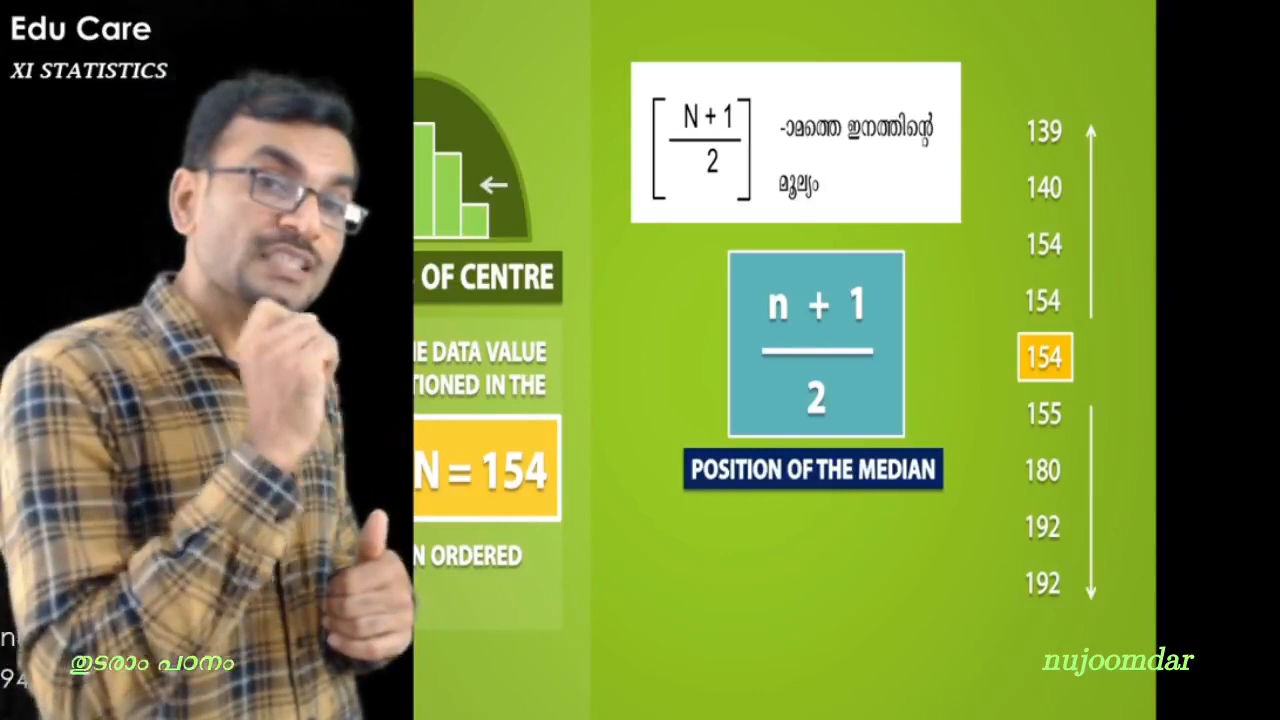 Edu Care
XI STATISTICS
OF CENTRE
DATA VALUE
IN THE
N = 154
ORDERED
[ N + 1 / 2 ] -ാമത്തെ ഇനത്തിന്റെ
മൂല്യം
n + 1
2
POSITION OF THE MEDIAN
139
140
154
154
154
155
180
192
192
തുടരാം പഠനം
nujoomdar